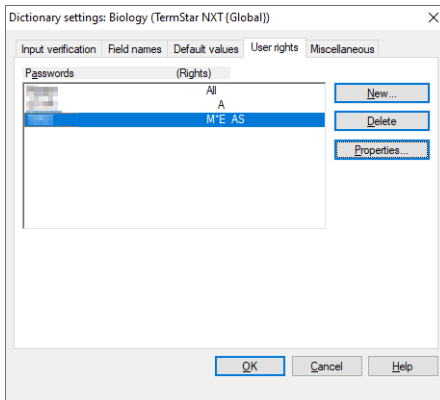 Dictionary settings: Biology (TermStar NXT {Global})
Input verification Field names Default values User rights Miscellaneous
Passwords (Rights)
All
A
M*E AS
New...
Delete
Properties...
OK Cancel Help